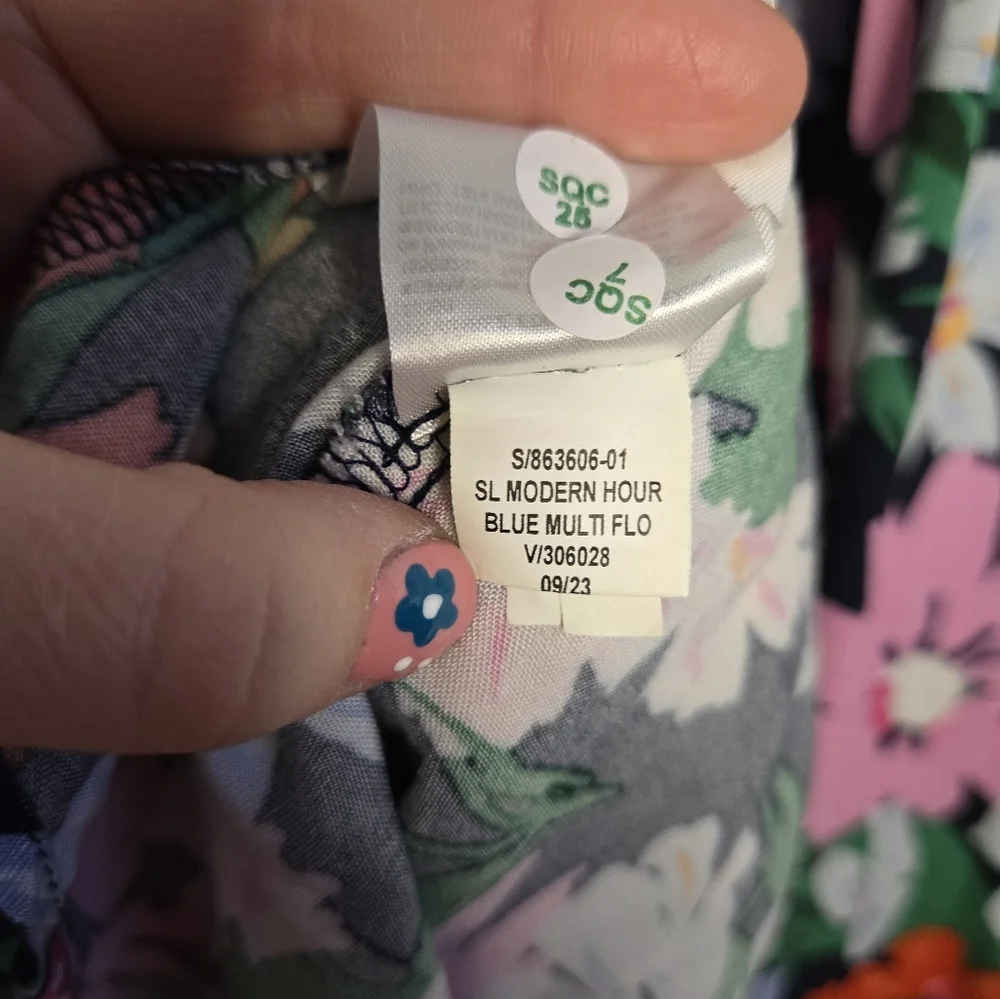 SQC
25
SQC
7
S/863606-01
SL MODERN HOUR
BLUE MULTI FLO
V/306028
09/23